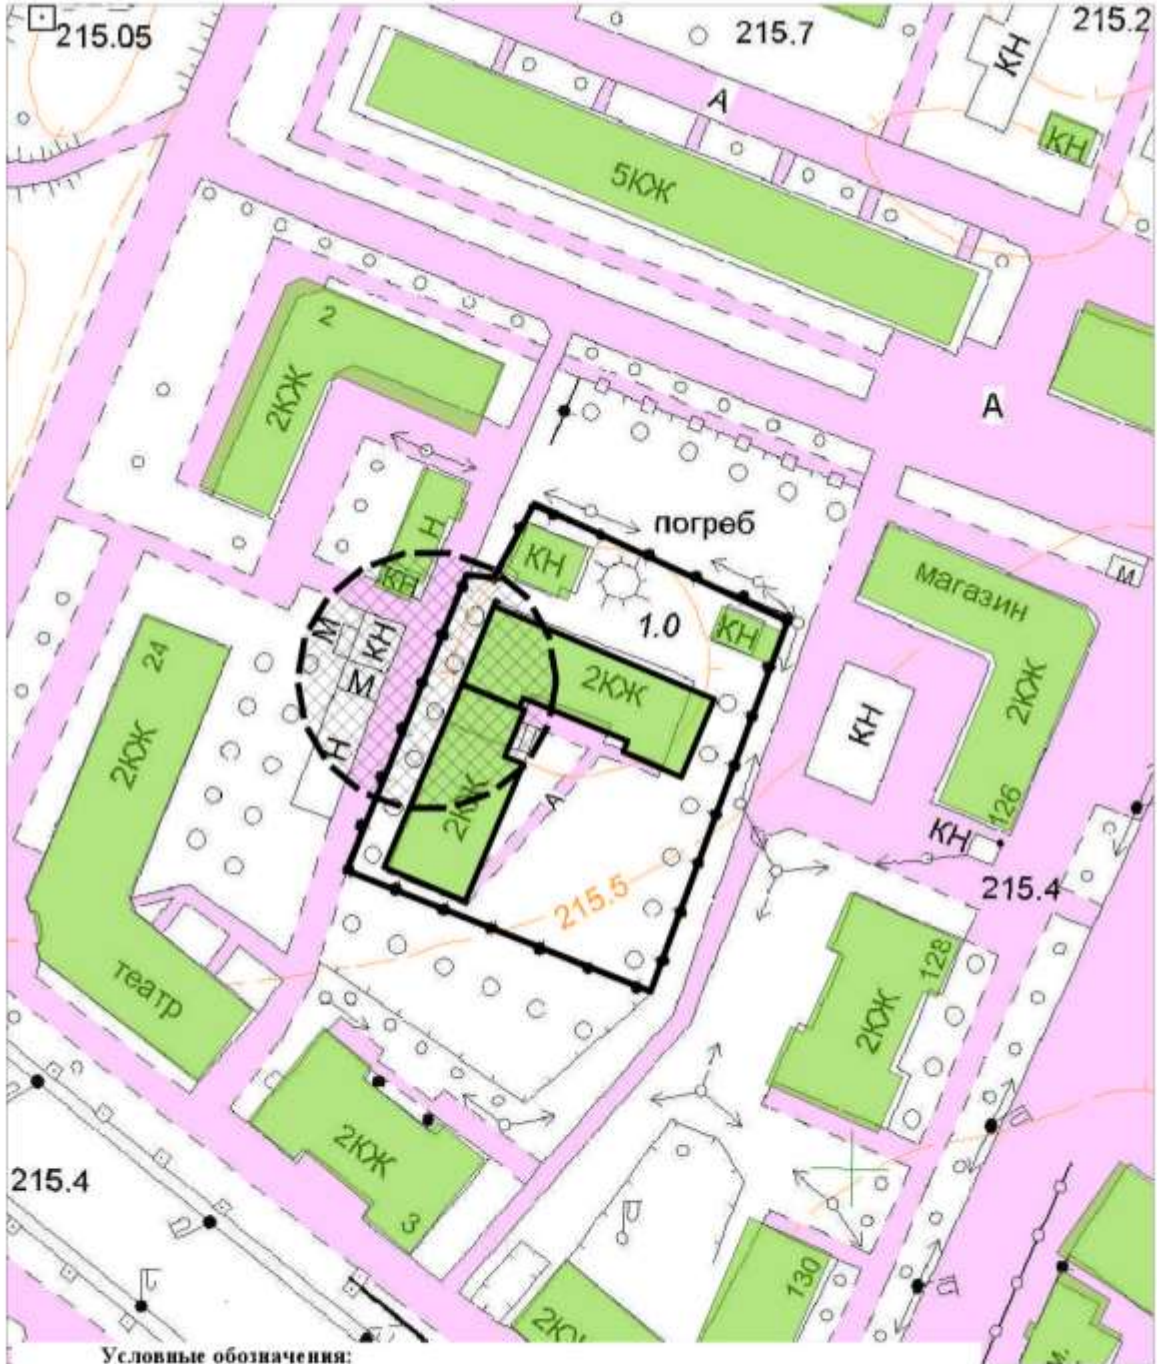 215.05
215.7
215.2
КН
А
КН
5КЖ
2
2КЖ
А
погреб
Н
КН
КН
магазин
М
1.0
КН
М
КН
М
Н
2КЖ
2КЖ
А
24
2КЖ
КН
2КЖ
126
КН
215.4
215.5
театр
128
2КЖ
2КЖ
3
215.4
130
2КЖ
М.
Условные обозначения: